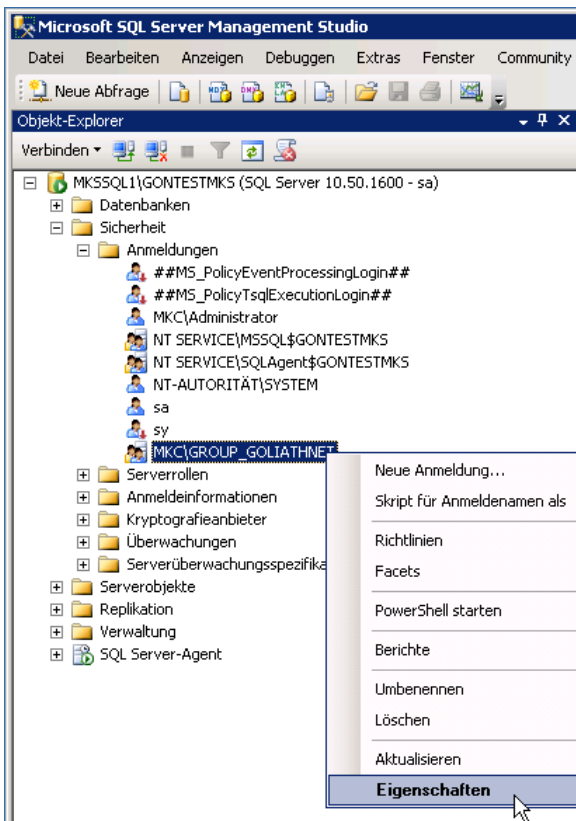 Microsoft SQL Server Management Studio
Datei Bearbeiten Anzeigen Debuggen Extras Fenster Community
Neue Abfrage
Objekt-Explorer
Verbinden
MKSSQL1\GONTESTMKS (SQL Server 10.50.1600 - sa)
Datenbanken
Sicherheit
Anmeldungen
##MS_PolicyEventProcessingLogin##
##MS_PolicyTsqlExecutionLogin##
MKC\Administrator
NT SERVICE\MSSQL$GONTESTMKS
NT SERVICE\SQLAgent$GONTESTMKS
NT-AUTORITÄT\SYSTEM
sa
sy
MKC\GROUP_GOLIATHNET
Serverrollen
Anmeldeinformationen
Kryptografieanbieter
Überwachungen
Serverüberwachungsspezifika
Serverobjekte
Replikation
Verwaltung
SQL Server-Agent
Neue Anmeldung...
Skript für Anmeldenamen als
Richtlinien
Facets
PowerShell starten
Berichte
Umbenennen
Löschen
Aktualisieren
Eigenschaften